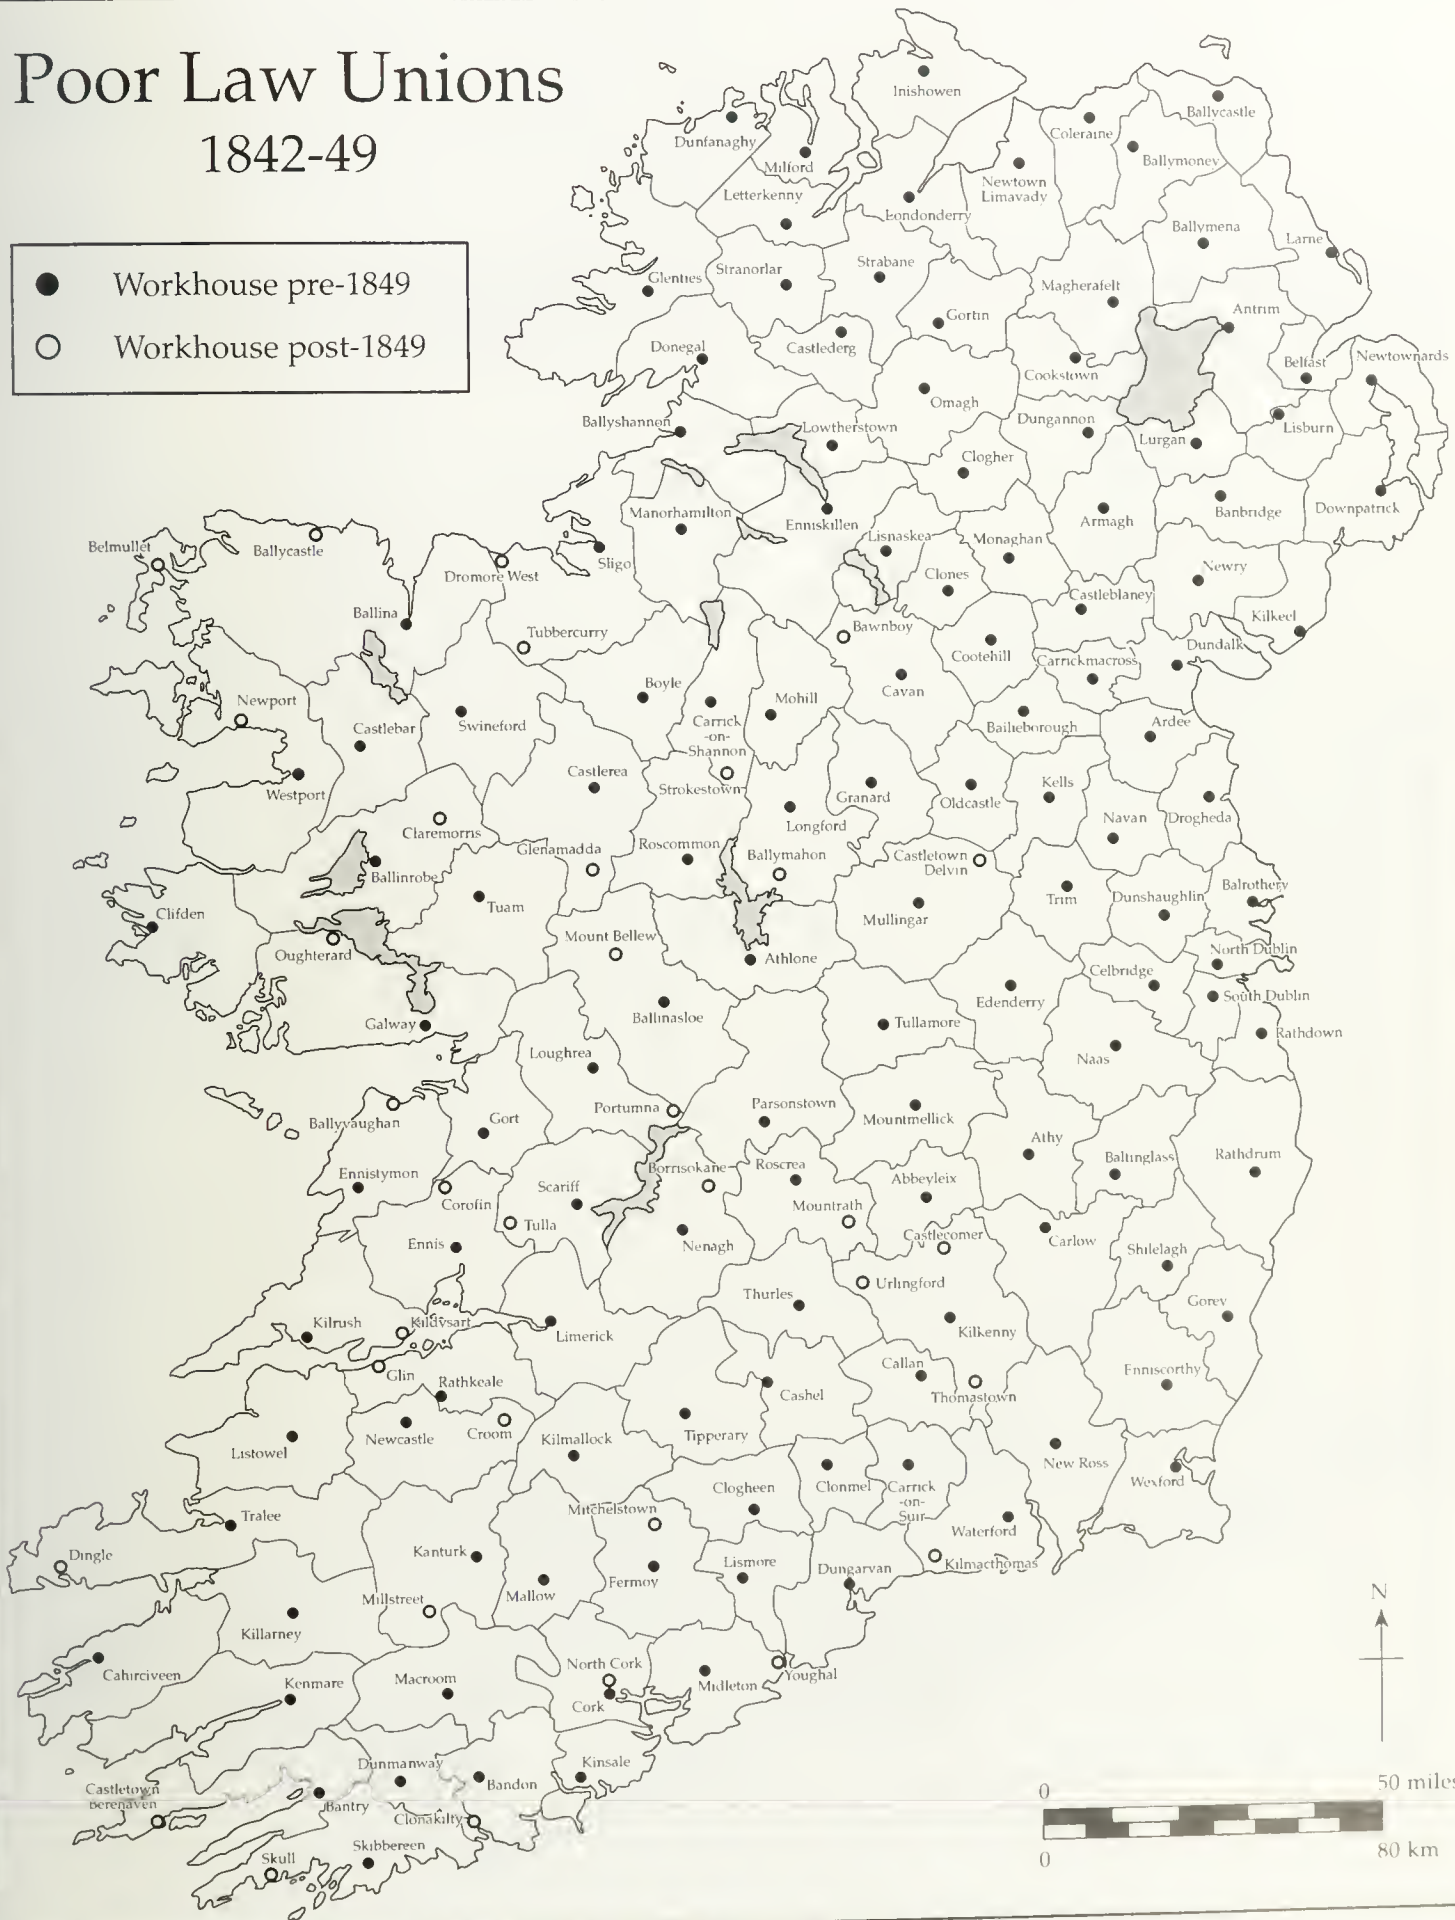 Poor Law Unions
1842-49
Workhouse pre-1849
Workhouse post-1849
Inishowen
Ballycastle
Dunfanaghy
Coleraine
Milford
Ballymoney
Letterkenny
Newtown
Limavady
Londonderry
Ballymena
Larne
Glenties
Stranorlar
Strabane
Magherafelt
Antrim
Gortin
Donegal
Castlederg
Cookstown
Belfast
Newtownards
Omagh
Ballyshannon
Lowtherstown
Dungannon
Lurgan
Lisburn
Clogher
Manorhamilton
Enniskillen
Armagh
Banbridge
Downpatrick
Belmullet
Ballycastle
Sligo
Lisnaskea
Monaghan
Dromore West
Clones
Newry
Castleblaney
Ballina
Tubbercurry
Bawnboy
Kilkeel
Cootehill
Carrickmacross
Dundalk
Newport
Boyle
Cavan
Mohill
Castlebar
Swineford
Carrick
-on-
Shannon
Bailieborough
Ardee
Westport
Castlerea
Strokestown
Granard
Oldcastle
Kells
Longford
Navan
Drogheda
Claremorris
Glenamadda
Roscommon
Ballymahon
Castletown
Delvin
Ballinrobe
Tuam
Trim
Dunshaughlin
Balrothery
Clifden
Mullingar
Oughterard
Mount Bellew
Athlone
North Dublin
Celbridge
Edenderry
South Dublin
Galway
Ballinasloe
Tullamore
Rathdown
Loughrea
Naas
Ballyvaughan
Gort
Portumna
Parsonstown
Mountmellick
Athy
Ennistymon
Corofin
Scariff
Borrisokane
Roscrea
Abbeyleix
Baltinglass
Rathdrum
Tulla
Mountrath
Ennis
Nenagh
Castlecomer
Carlow
Shilelagh
Thurles
Urlingford
Gorey
Kilrush
Kildysart
Limerick
Kilkenny
Glin
Rathkeale
Cashel
Callan
Thomastown
Enniscorthy
Listowel
Newcastle
Croom
Kilmallock
Tipperary
New Ross
Wexford
Clogheen
Clonmel
Carrick
-on-
Suir
Tralee
Mitchelstown
Waterford
Dingle
Kanturk
Mallow
Fermoy
Lismore
Dungarvan
Kilmacthomas
Millstreet
Killarney
Cahirciveen
Kenmare
Macroom
North Cork
Cork
Midleton
Youghal
Dunmanway
Bandon
Kinsale
Castletown
Berehaven
Bantry
Clonakilty
Skull
Skibbereen
N
0
50 miles
0
80 km